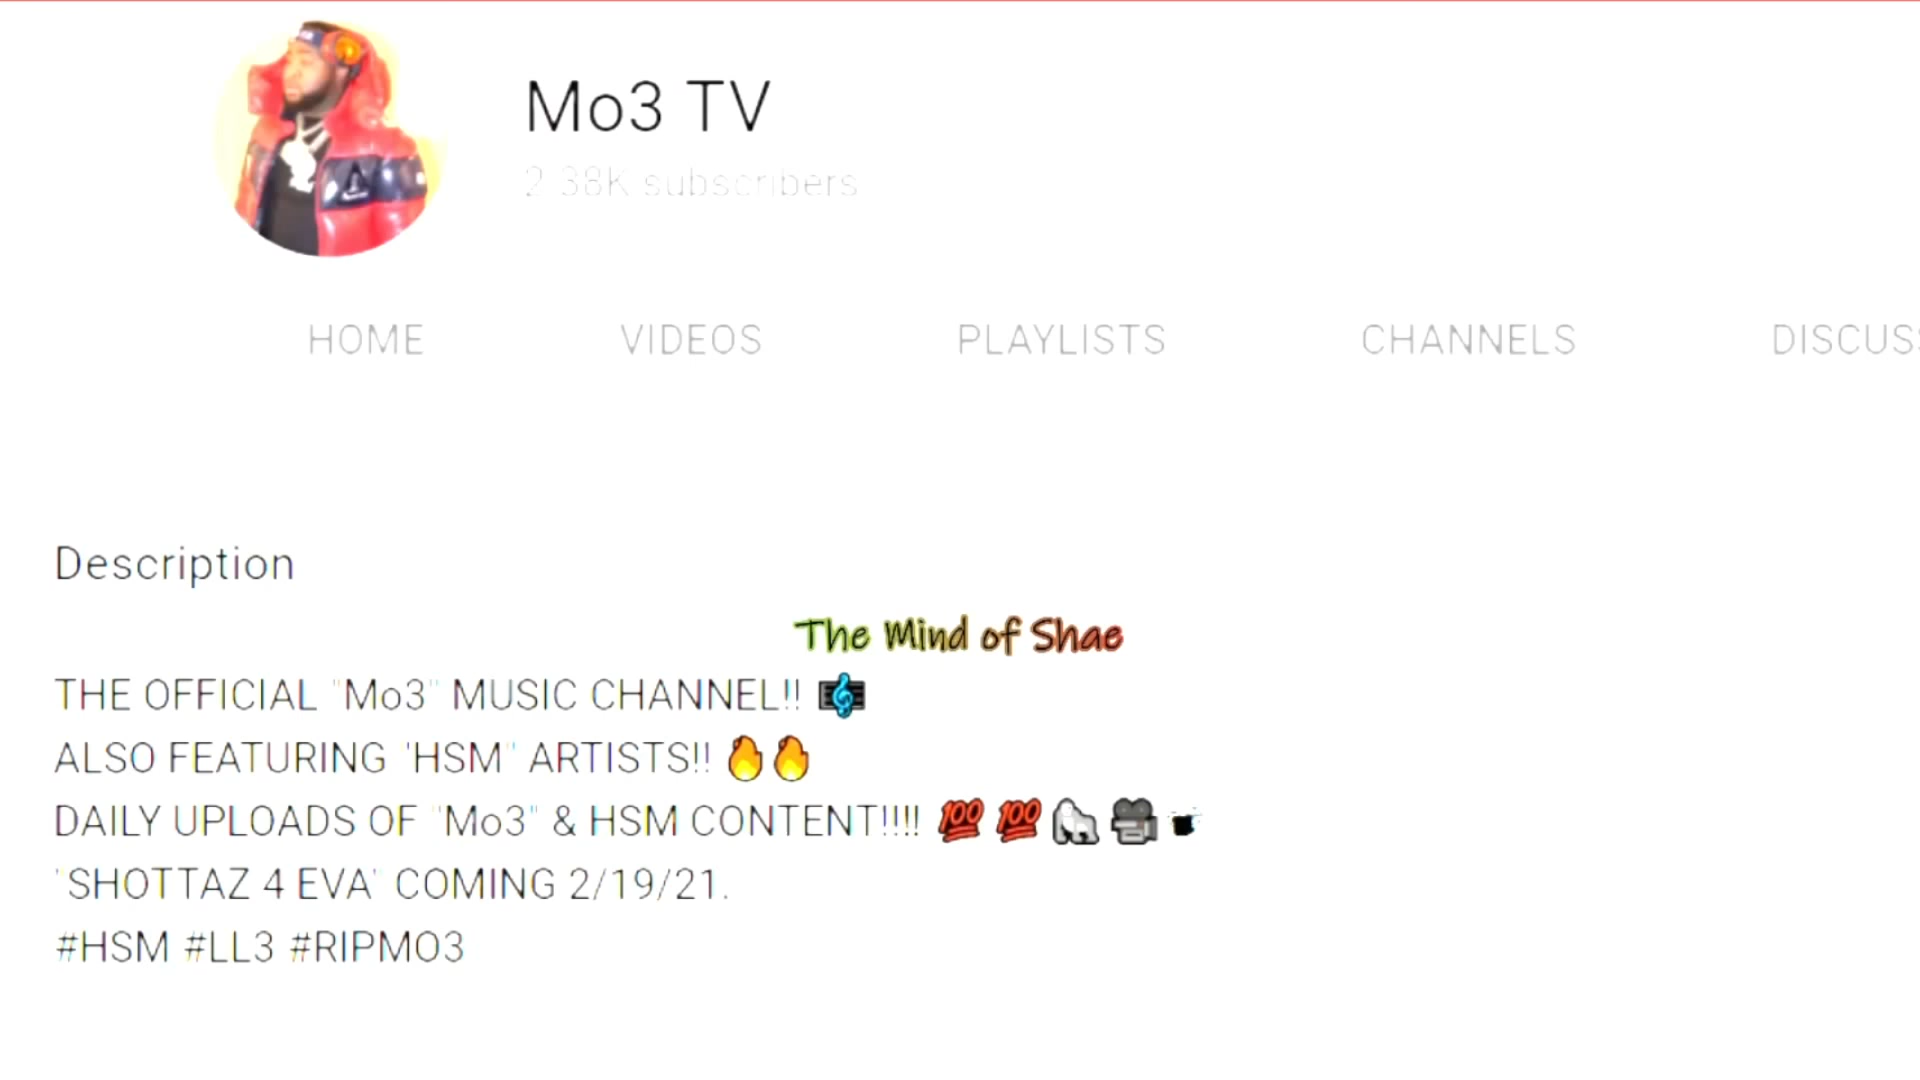 Mo3 TV
2.38K subscribers
HOME VIDEOS PLAYLISTS CHANNELS DISCUSS
Description
The Mind of Shae
THE OFFICIAL "Mo3" MUSIC CHANNEL!! 🎼
ALSO FEATURING "HSM" ARTISTS!! 🔥🔥
DAILY UPLOADS OF "Mo3" & HSM CONTENT!!!! 💯💯🦍🎥
"SHOTTAZ 4 EVA" COMING 2/19/21.
#HSM #LL3 #RIPMO3